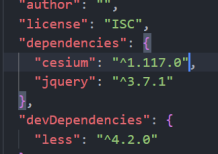 "author": "",
"license": "ISC",
"dependencies": {
"cesium": "^1.117.0",
"jquery": "^3.7.1"
},
"devDependencies": {
"less": "^4.2.0"